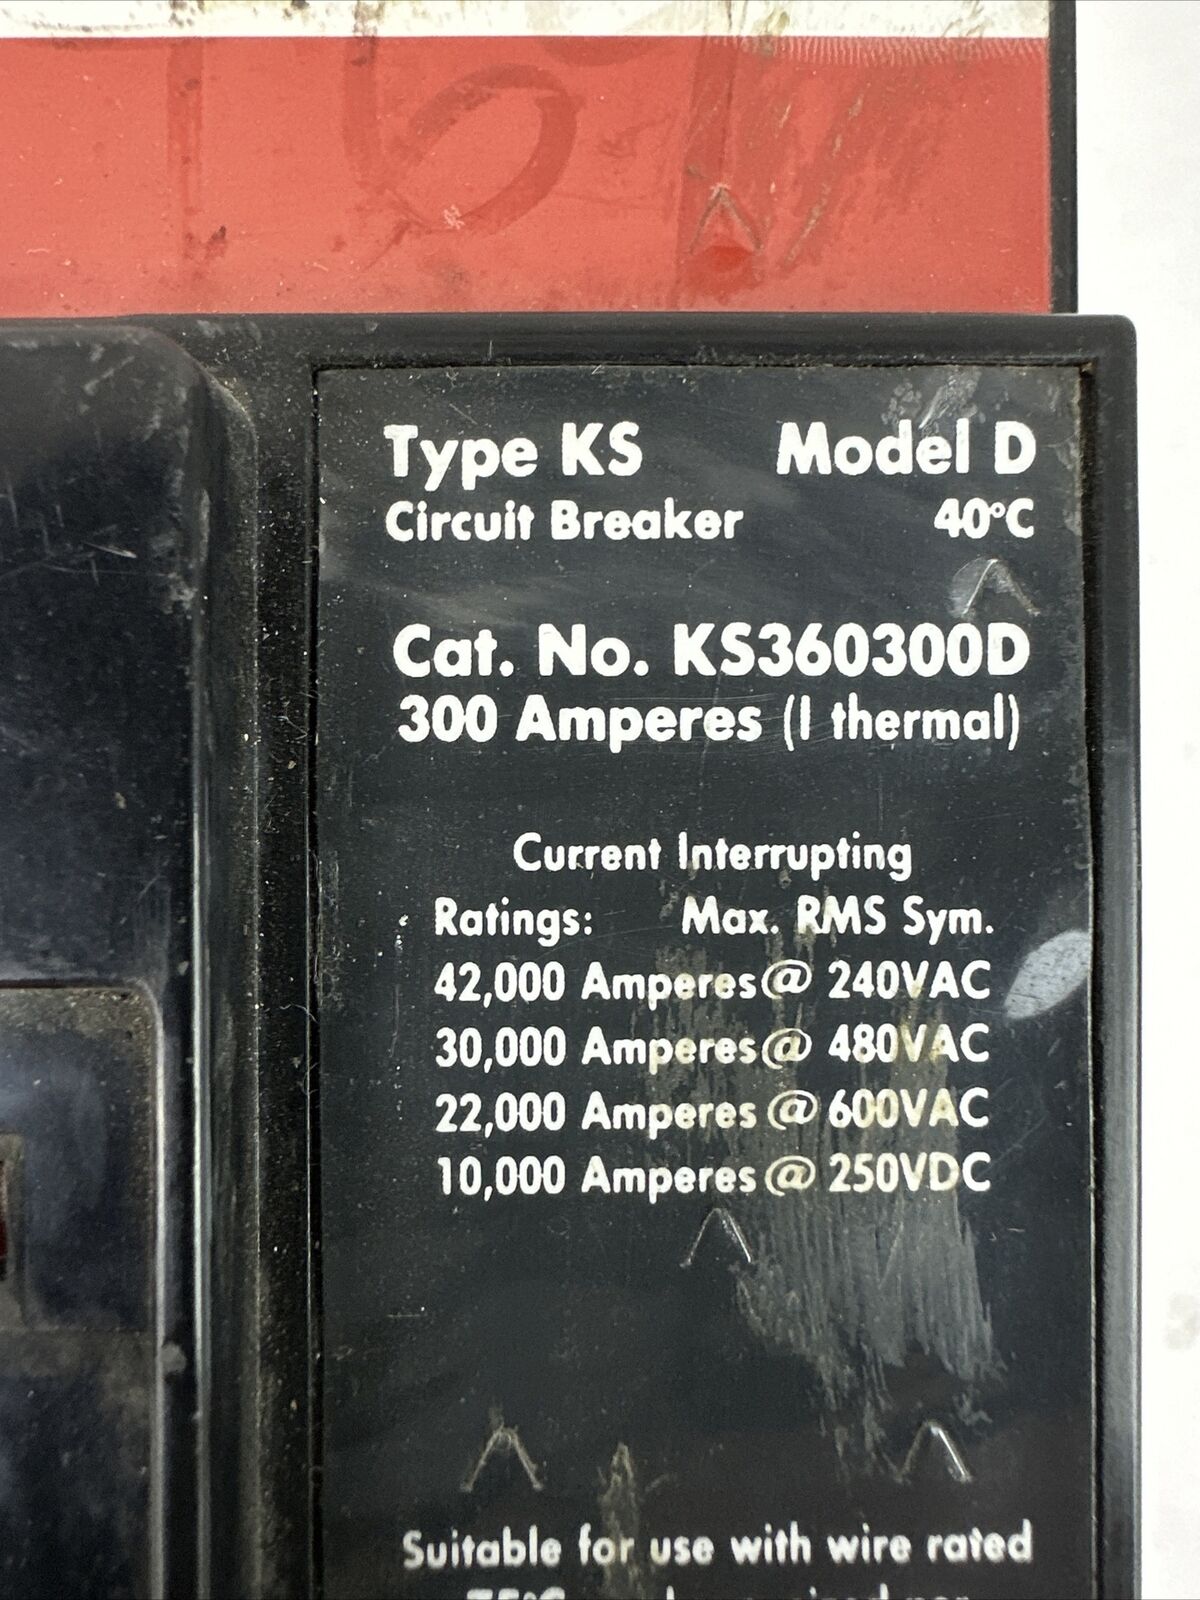 Type KS Model D
Circuit Breaker 40°C
Cat. No. KS360300D
300 Amperes (I thermal)
Current Interrupting
Ratings: Max. RMS Sym.
42,000 Amperes @ 240VAC
30,000 Amperes @ 480VAC
22,000 Amperes @ 600VAC
10,000 Amperes @ 250VDC
Suitable for use with wire rated
75°C